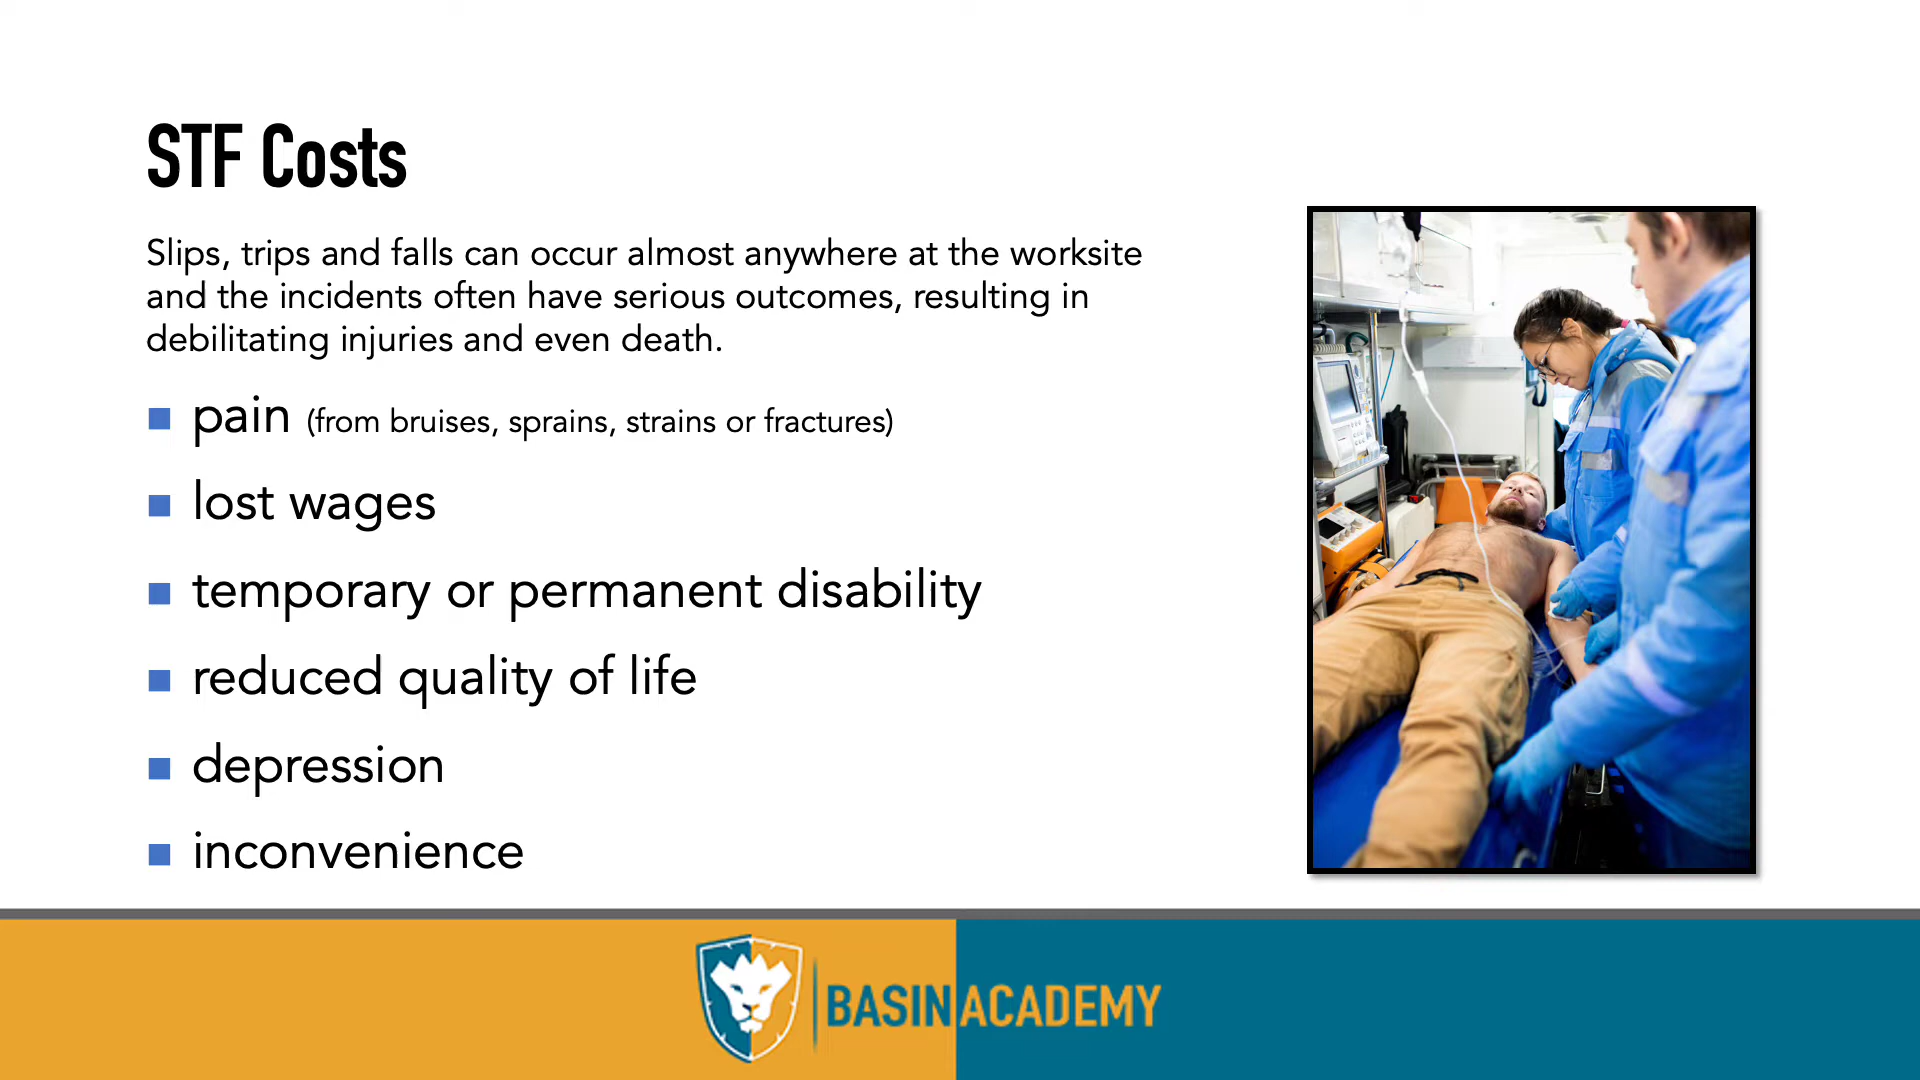 STF Costs
Slips, trips and falls can occur almost anywhere at the worksite
and the incidents often have serious outcomes, resulting in
debilitating injuries and even death.
pain (from bruises, sprains, strains or fractures)
lost wages
temporary or permanent disability
reduced quality of life
depression
inconvenience
BASIN ACADEMY